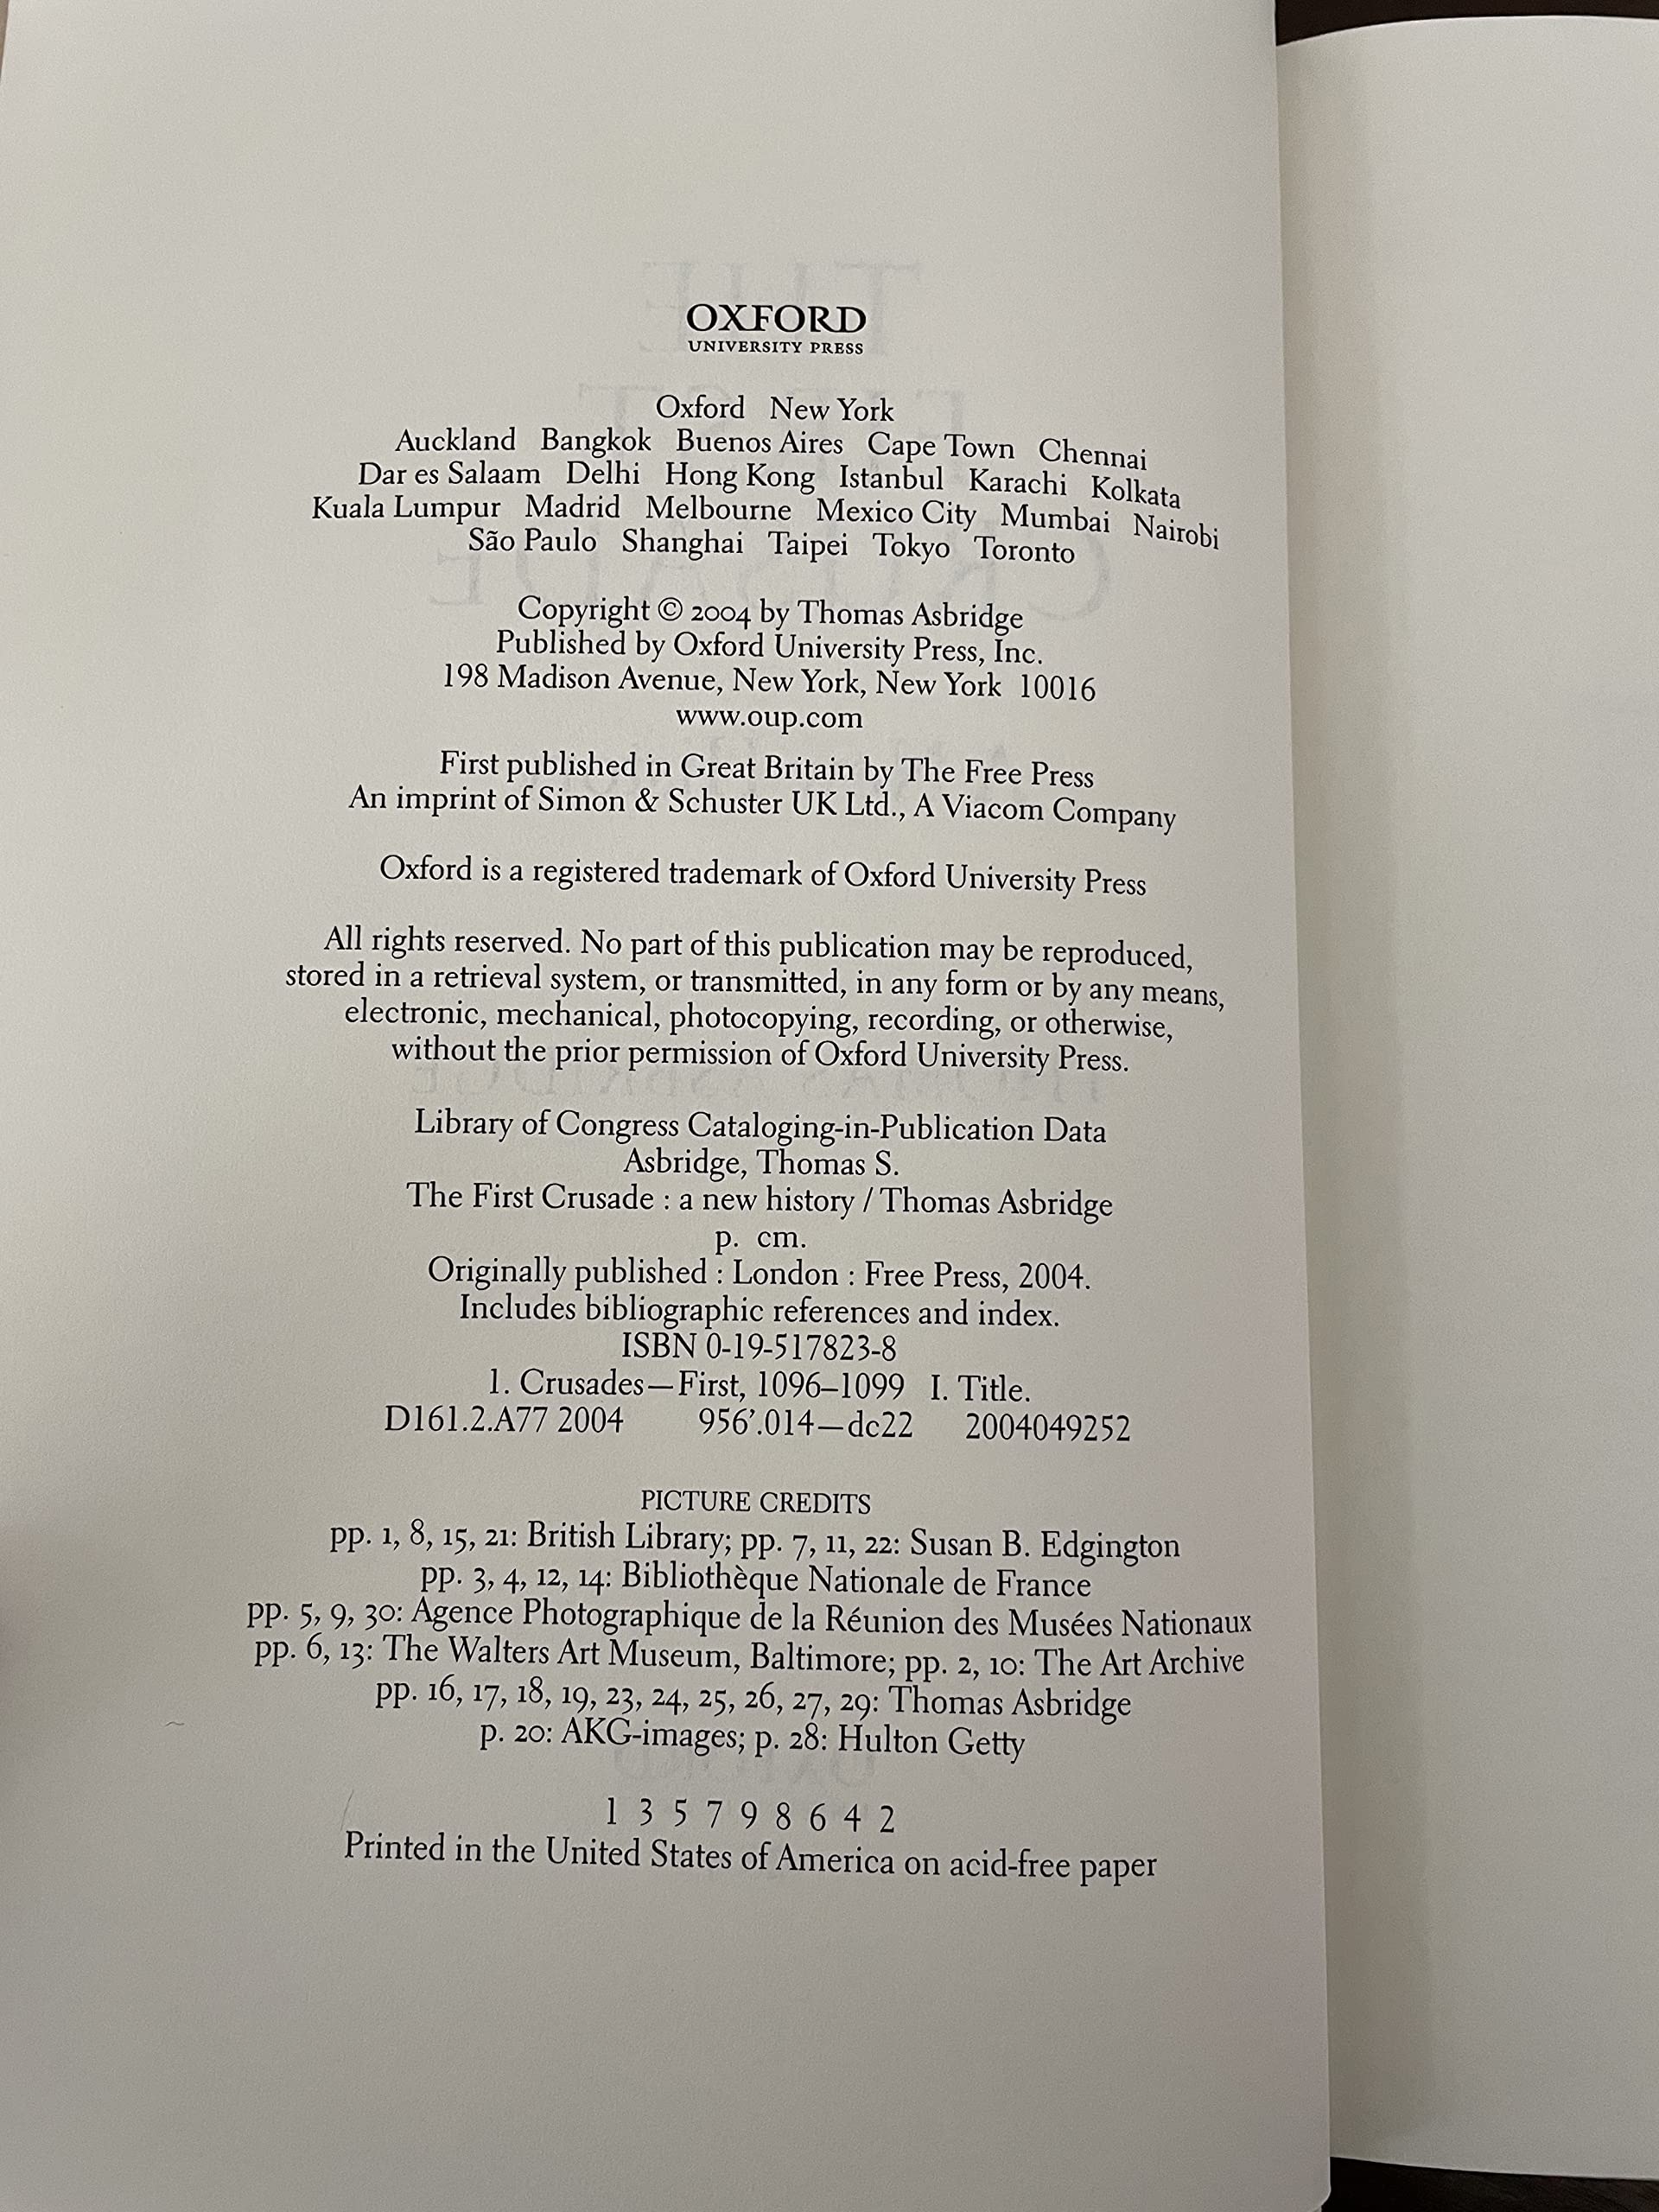 OXFORD
UNIVERSITY PRESS
Oxford New York
Auckland Bangkok Buenos Aires Cape Town Chennai
Dar es Salaam Delhi Hong Kong Istanbul Karachi Kolkata
Kuala Lumpur Madrid Melbourne Mexico City Mumbai Nairobi
São Paulo Shanghai Taipei Tokyo Toronto
Copyright © 2004 by Thomas Asbridge
Published by Oxford University Press, Inc.
198 Madison Avenue, New York, New York 10016
www.oup.com
First published in Great Britain by The Free Press
An imprint of Simon & Schuster UK Ltd., A Viacom Company
Oxford is a registered trademark of Oxford University Press
All rights reserved. No part of this publication may be reproduced,
stored in a retrieval system, or transmitted, in any form or by any means,
electronic, mechanical, photocopying, recording, or otherwise,
without the prior permission of Oxford University Press.
Library of Congress Cataloging-in-Publication Data
Asbridge, Thomas S.
The First Crusade : a new history / Thomas Asbridge
p. cm.
Originally published : London : Free Press, 2004.
Includes bibliographic references and index.
ISBN 0-19-517823-8
1. Crusades—First, 1096–1099 I. Title.
D161.2.A77 2004 956'.014—dc22 2004049252
PICTURE CREDITS
pp. 1, 8, 15, 21: British Library; pp. 7, 11, 22: Susan B. Edgington
pp. 3, 4, 12, 14: Bibliothèque Nationale de France
pp. 5, 9, 30: Agence Photographique de la Réunion des Musées Nationaux
pp. 6, 13: The Walters Art Museum, Baltimore; pp. 2, 10: The Art Archive
pp. 16, 17, 18, 19, 23, 24, 25, 26, 27, 29: Thomas Asbridge
p. 20: AKG-images; p. 28: Hulton Getty
1 3 5 7 9 8 6 4 2
Printed in the United States of America on acid-free paper